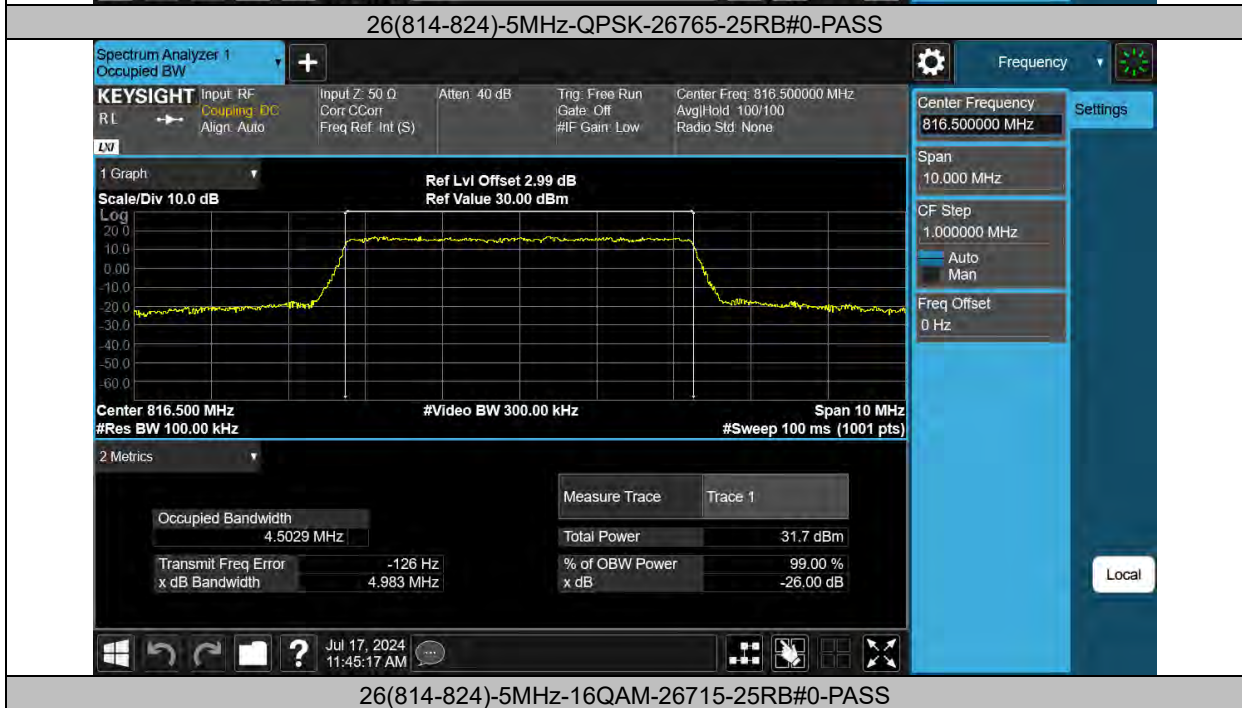 26(814-824)-5MHz-QPSK-26765-25RB#0-PASS
Spectrum Analyzer 1
Occupied BW
Frequency
KEYSIGHT
RL
LXI
Input: RF
Coupling: DC
Align: Auto
Input Z: 50 Ω
Corr CCorr
Freq Ref: Int (S)
Atten: 40 dB
Trig: Free Run
Gate: Off
#IF Gain: Low
Center Freq: 816.500000 MHz
Avg|Hold: 100/100
Radio Std: None
Center Frequency
816.500000 MHz
Settings
Span
10.000 MHz
CF Step
1.000000 MHz
Auto
Man
Freq Offset
0 Hz
Local
1 Graph
Scale/Div 10.0 dB
Ref Lvl Offset 2.99 dB
Ref Value 30.00 dBm
Log
20.0
10.0
0.00
-10.0
-20.0
-30.0
-40.0
-50.0
-60.0
Center 816.500 MHz
#Video BW 300.00 kHz
Span 10 MHz
#Res BW 100.00 kHz
#Sweep 100 ms (1001 pts)
2 Metrics
Measure Trace Trace 1
Occupied Bandwidth
4.5029 MHz
Total Power 31.7 dBm
Transmit Freq Error -126 Hz
% of OBW Power 99.00 %
x dB Bandwidth 4.983 MHz
x dB -26.00 dB
?
Jul 17, 2024
11:45:17 AM
26(814-824)-5MHz-16QAM-26715-25RB#0-PASS